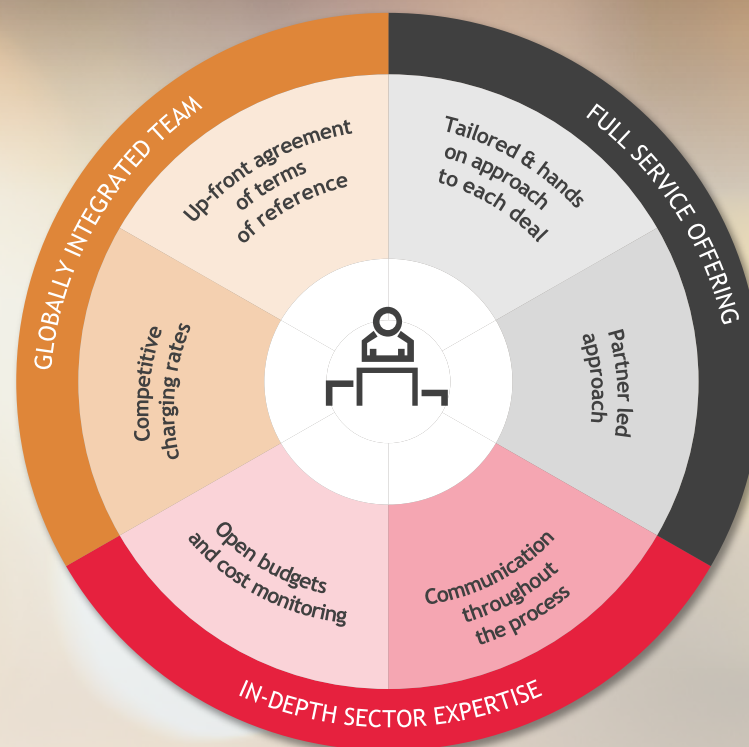 GLOBALLY INTEGRATED TEAM
FULL SERVICE OFFERING
Up-front agreement
of terms
of reference
Tailored & hands
on approach
to each deal
Competitive
charging rates
Partner led
approach
Open budgets
and cost monitoring
Communication
throughout
the process
IN-DEPTH SECTOR EXPERTISE